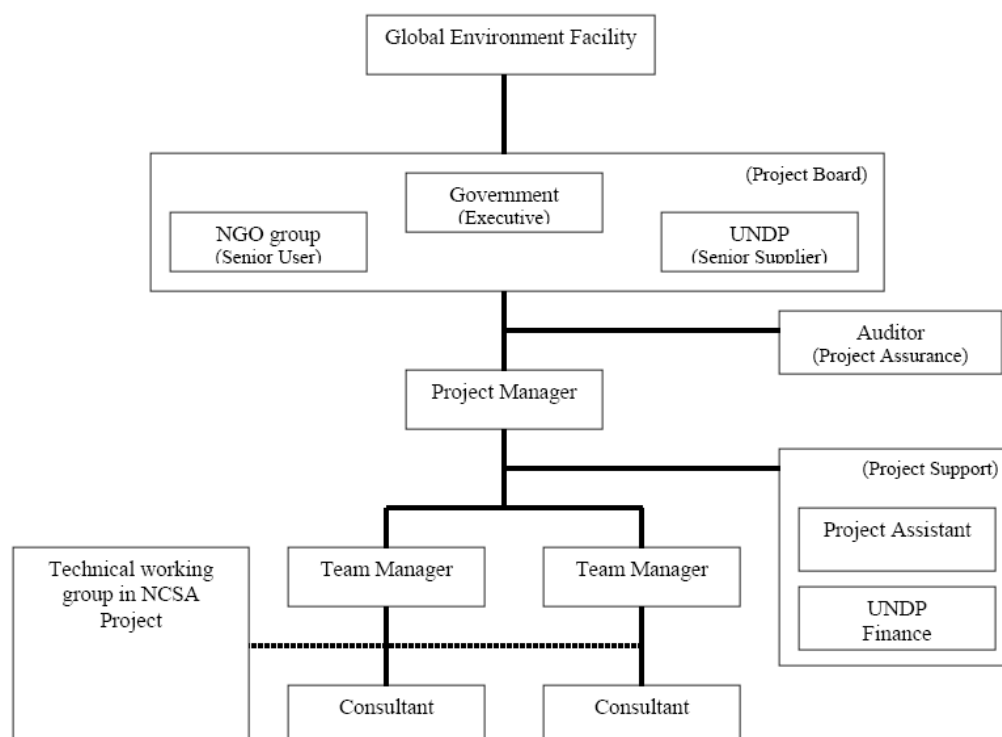 Global Environment Facility
(Project Board)
Government
(Executive)
NGO group
(Senior User)
UNDP
(Senior Supplier)
Auditor
(Project Assurance)
Project Manager
(Project Support)
Project Assistant
UNDP
Finance
Technical working
group in NCSA
Project
Team Manager
Team Manager
Consultant
Consultant